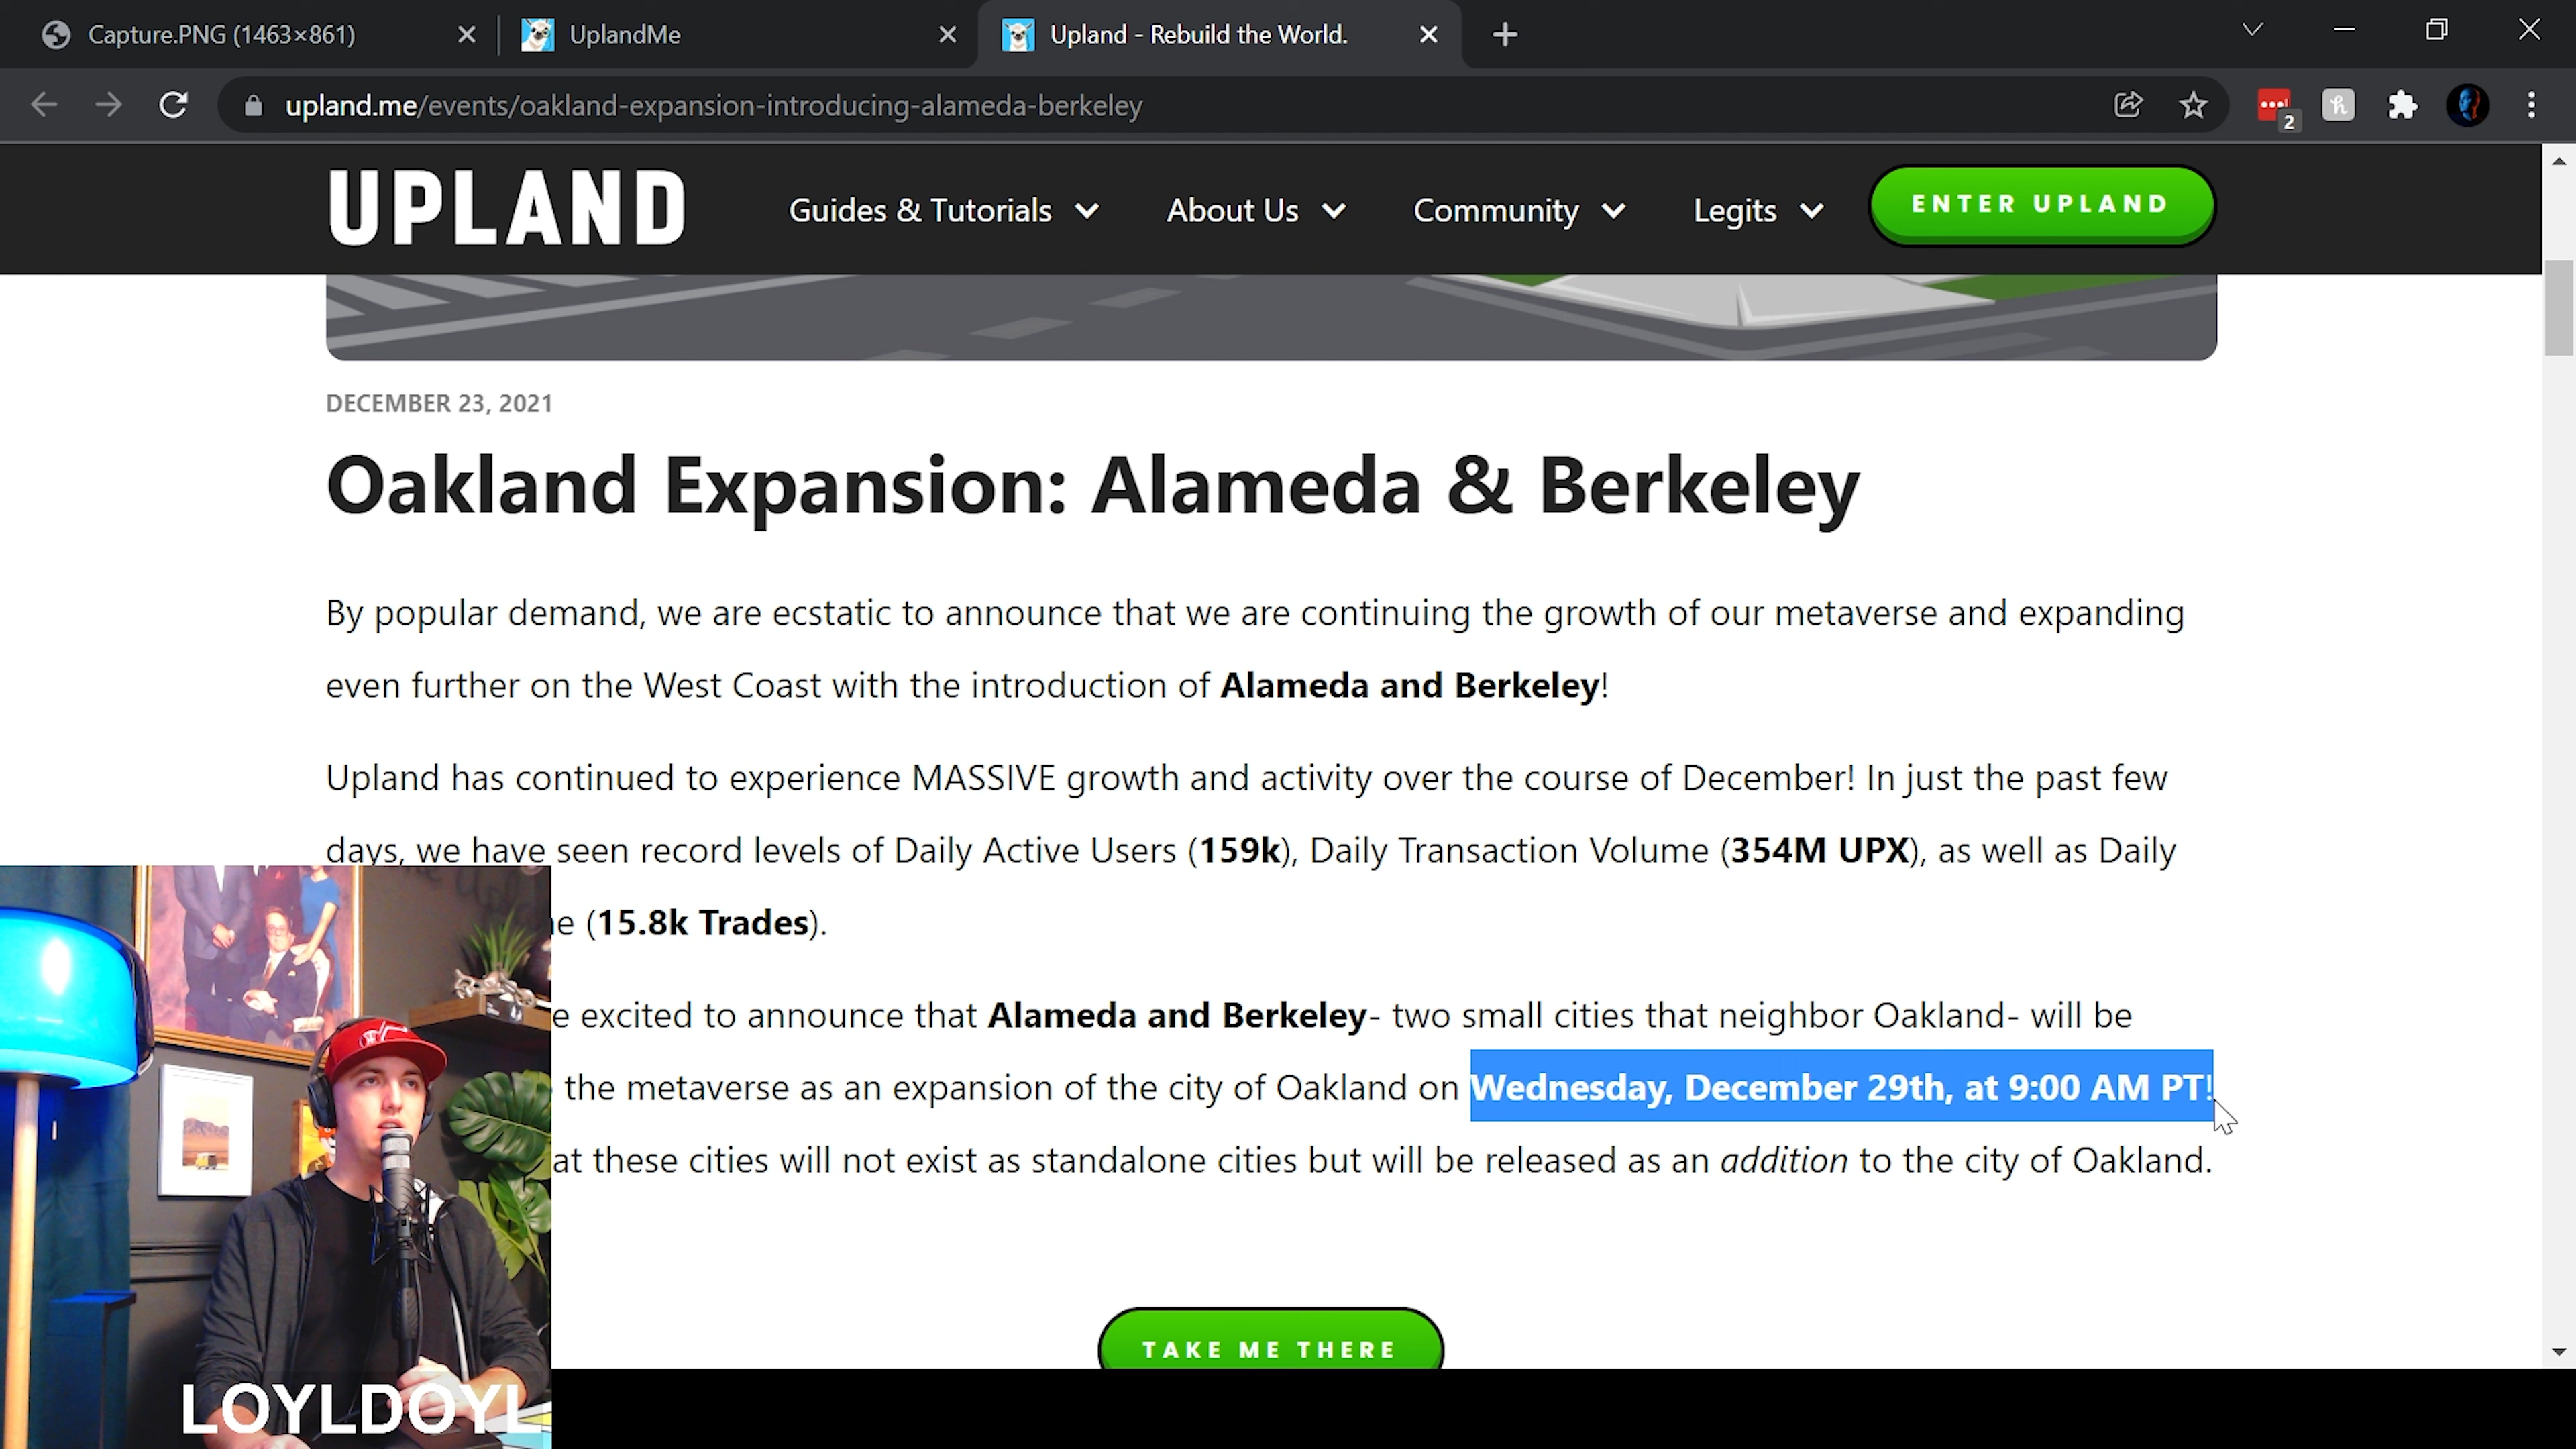 Capture.PNG (1463×861)
UplandMe
Upland - Rebuild the World.
upland.me/events/oakland-expansion-introducing-alameda-berkeley
2
UPLAND
Guides & Tutorials
About Us
Community
Legits
ENTER UPLAND
DECEMBER 23, 2021
Oakland Expansion: Alameda & Berkeley
By popular demand, we are ecstatic to announce that we are continuing the growth of our metaverse and expanding
even further on the West Coast with the introduction of Alameda and Berkeley!
Upland has continued to experience MASSIVE growth and activity over the course of December! In just the past few
days, we have seen record levels of Daily Active Users (159k), Daily Transaction Volume (354M UPX), as well as Daily
(15.8k Trades).
excited to announce that Alameda and Berkeley- two small cities that neighbor Oakland- will be
the metaverse as an expansion of the city of Oakland on Wednesday, December 29th, at 9:00 AM PT!
at these cities will not exist as standalone cities but will be released as an addition to the city of Oakland.
TAKE ME THERE
LOYLDOYL